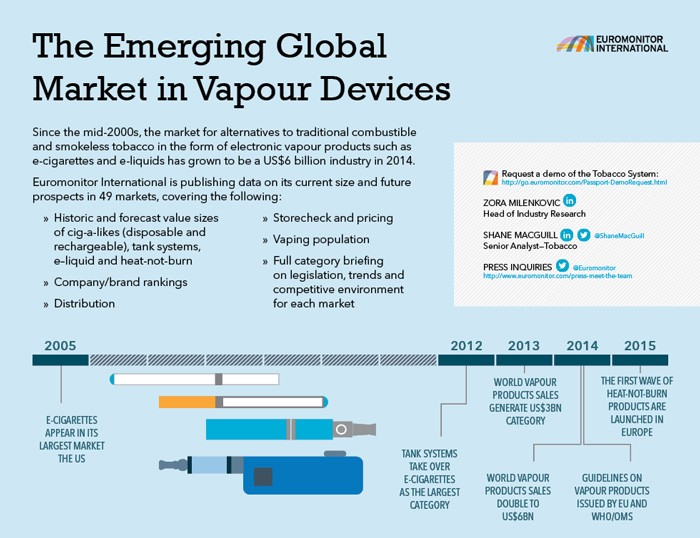 The Emerging Global
Market in Vapour Devices
EUROMONITOR
INTERNATIONAL
Since the mid-2000s, the market for alternatives to traditional combustible
and smokeless tobacco in the form of electronic vapour products such as
e-cigarettes and e-liquids has grown to be a US$6 billion industry in 2014.
Euromonitor International is publishing data on its current size and future
prospects in 49 markets, covering the following:
» Historic and forecast value sizes
of cig-a-likes (disposable and
rechargeable), tank systems,
e-liquid and heat-not-burn
» Company/brand rankings
» Distribution
» Storecheck and pricing
» Vaping population
» Full category briefing
on legislation, trends and
competitive environment
for each market
Request a demo of the Tobacco System:
http://go.euromonitor.com/Passport-DemoRequest.html
ZORA MILENKOVIC in
Head of Industry Research
SHANE MACGUILL in @ShaneMacGuill
Senior Analyst–Tobacco
PRESS INQUIRIES @Euromonitor
http://www.euromonitor.com/press-meet-the-team
2005
2012
2013
2014
2015
E-CIGARETTES
APPEAR IN ITS
LARGEST MARKET
THE US
TANK SYSTEMS
TAKE OVER
E-CIGARETTES
AS THE LARGEST
CATEGORY
WORLD VAPOUR
PRODUCTS SALES
GENERATE US$3BN
CATEGORY
WORLD VAPOUR
PRODUCTS SALES
DOUBLE TO
US$6BN
GUIDELINES ON
VAPOUR PRODUCTS
ISSUED BY EU AND
WHO/OMS
THE FIRST WAVE OF
HEAT-NOT-BURN
PRODUCTS ARE
LAUNCHED IN
EUROPE